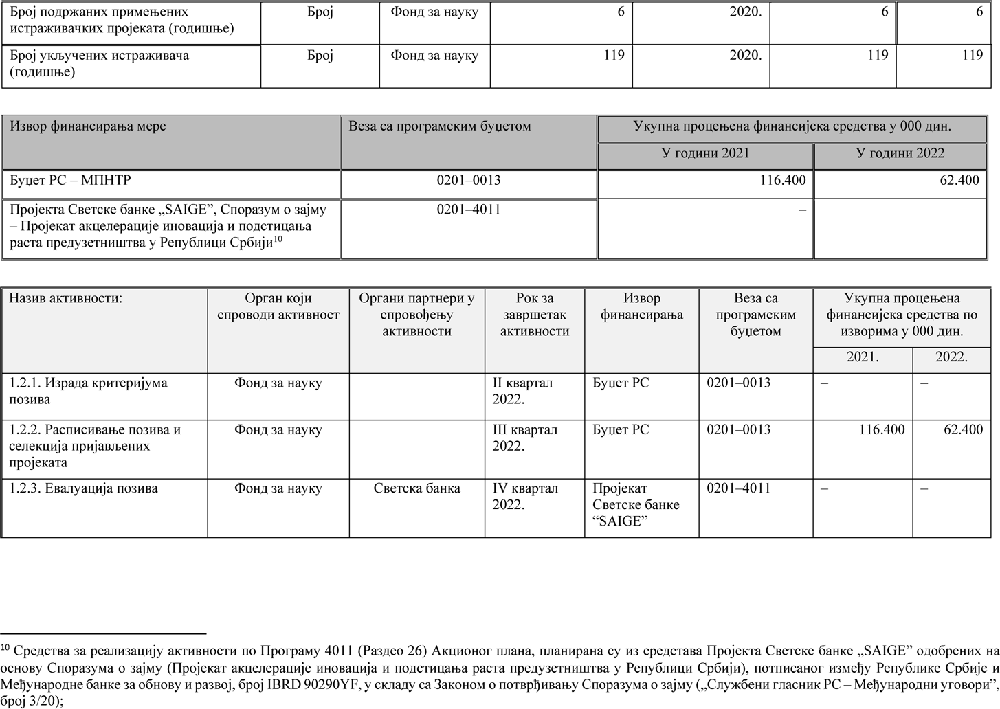 Број подржаних примењених Број Фонд за науку 6 2020. 6 6
истраживачких пројеката (годишње)
Број укључених истраживача Број Фонд за науку 119 2020. 119 119
(годишње)
Извор финансирања мере Веза са програмским буџетом Укупна процењена финансијска средства у 000 дин.
У години 2021 У години 2022
Буџет РС – МПНТР 0201–0013 116.400 62.400
Пројекта Светске банке „SAIGE”, Споразум о зајму 0201–4011 –
– Пројекат акцелерације иновација и подстицања
раста предузетништва у Републици Србији10
Назив активности: Орган који Органи партнери у Рок за Извор Веза са Укупна процењена
спроводи активност спровођењу завршетак финансирања програмским финансијска средства по
активности активности буџетом изворима у 000 дин.
2021. 2022.
1.2.1. Израда критеријума Фонд за науку II квартал Буџет РС 0201–0013 – –
позива 2022.
1.2.2. Расписивање позива и Фонд за науку III квартал Буџет РС 0201–0013 116.400 62.400
селекција пријављених 2022.
пројеката
1.2.3. Евалуација позива Фонд за науку Светска банка IV квартал Пројекат 0201–4011 – –
2022. Светске банке
“SAIGE”
10 Средства за реализацију активности по Програму 4011 (Раздео 26) Акционог плана, планирана су из средстава Пројекта Светске банке „SAIGE” одобрених на
основу Споразума о зајму (Пројекат акцелерације иновација и подстицања раста предузетништва у Републици Србији), потписаног између Републике Србије и
Међународне банке за обнову и развој, број IBRD 90290YF, у складу са Законом о потврђивању Споразума о зајму („Службени гласник РС – Међународни уговори”,
број 3/20);